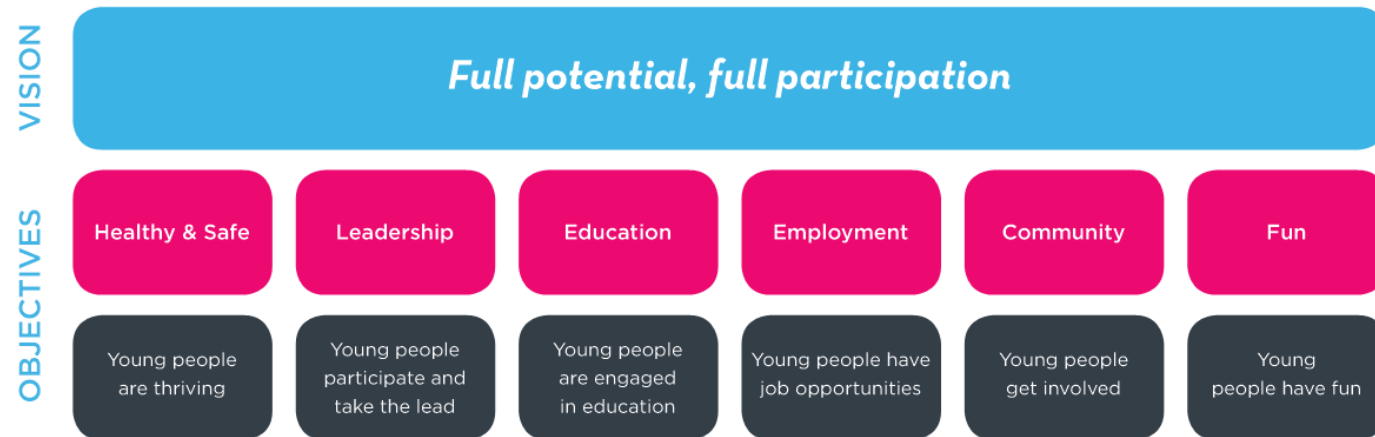 VISION
Full potential, full participation
OBJECTIVES
Healthy & Safe
Leadership
Education
Employment
Community
Fun
Young people
are thriving
Young people
participate and
take the lead
Young people
are engaged
in education
Young people have
job opportunities
Young people
get involved
Young
people have fun